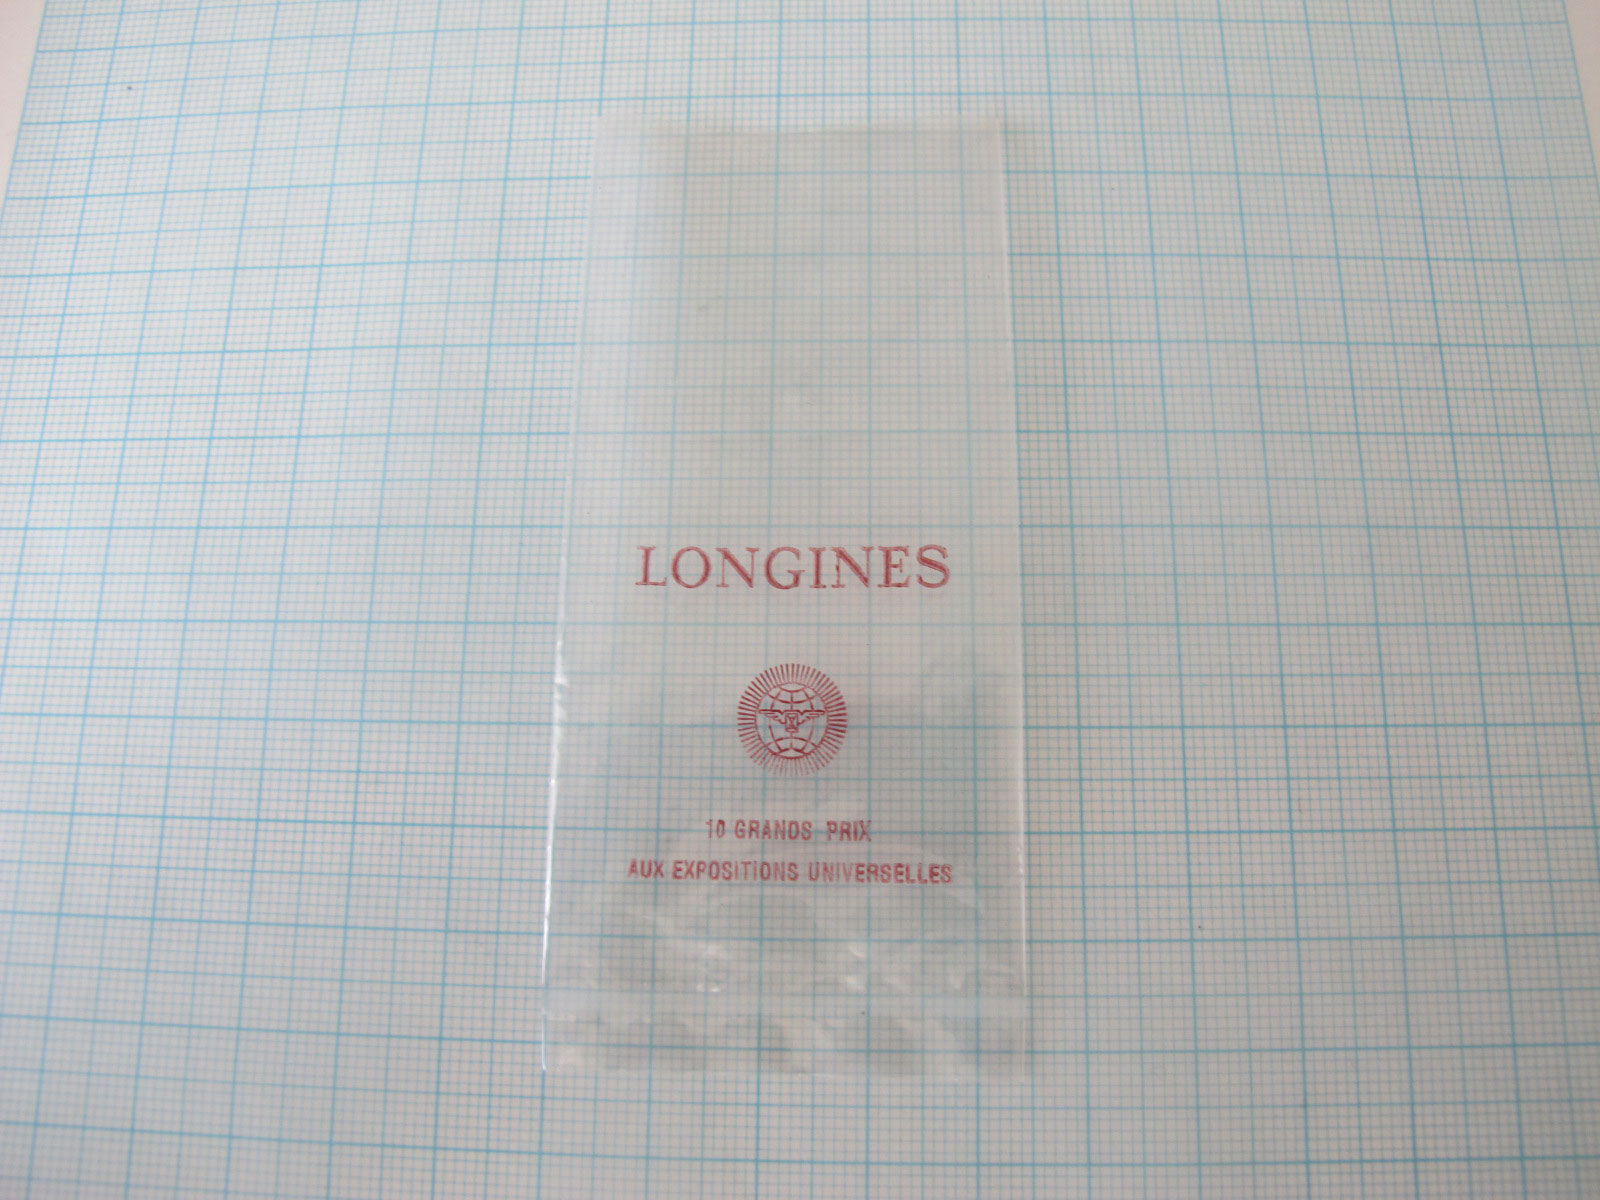 LONGINES
10 GRANDS PRIX
AUX EXPOSITIONS UNIVERSELLES